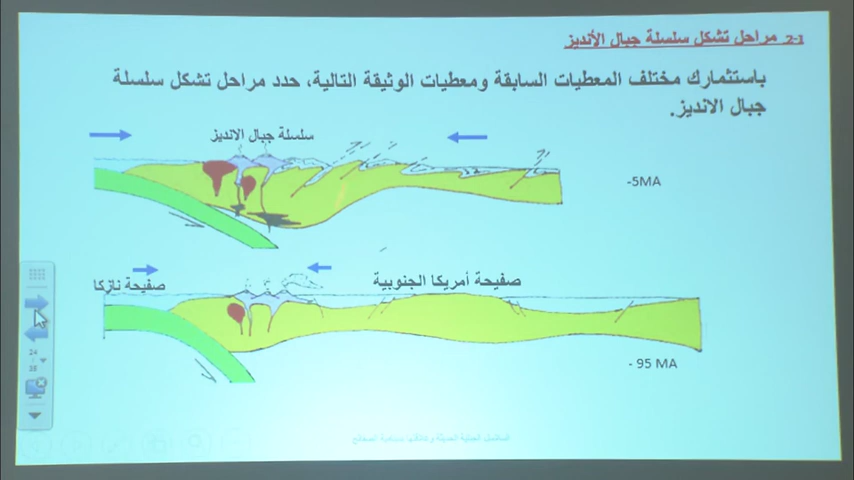 2-1 مراحل تشكل سلسلة جبال الأنديز
باستثمارك مختلف المعطيات السابقة ومعطيات الوثيقة التالية، حدد مراحل تشكل سلسلة
جبال الانديز.
سلسلة جبال الانديز
-5MA
صفيحة أمريكا الجنوبية
صفيحة نازكا
- 95 MA
24